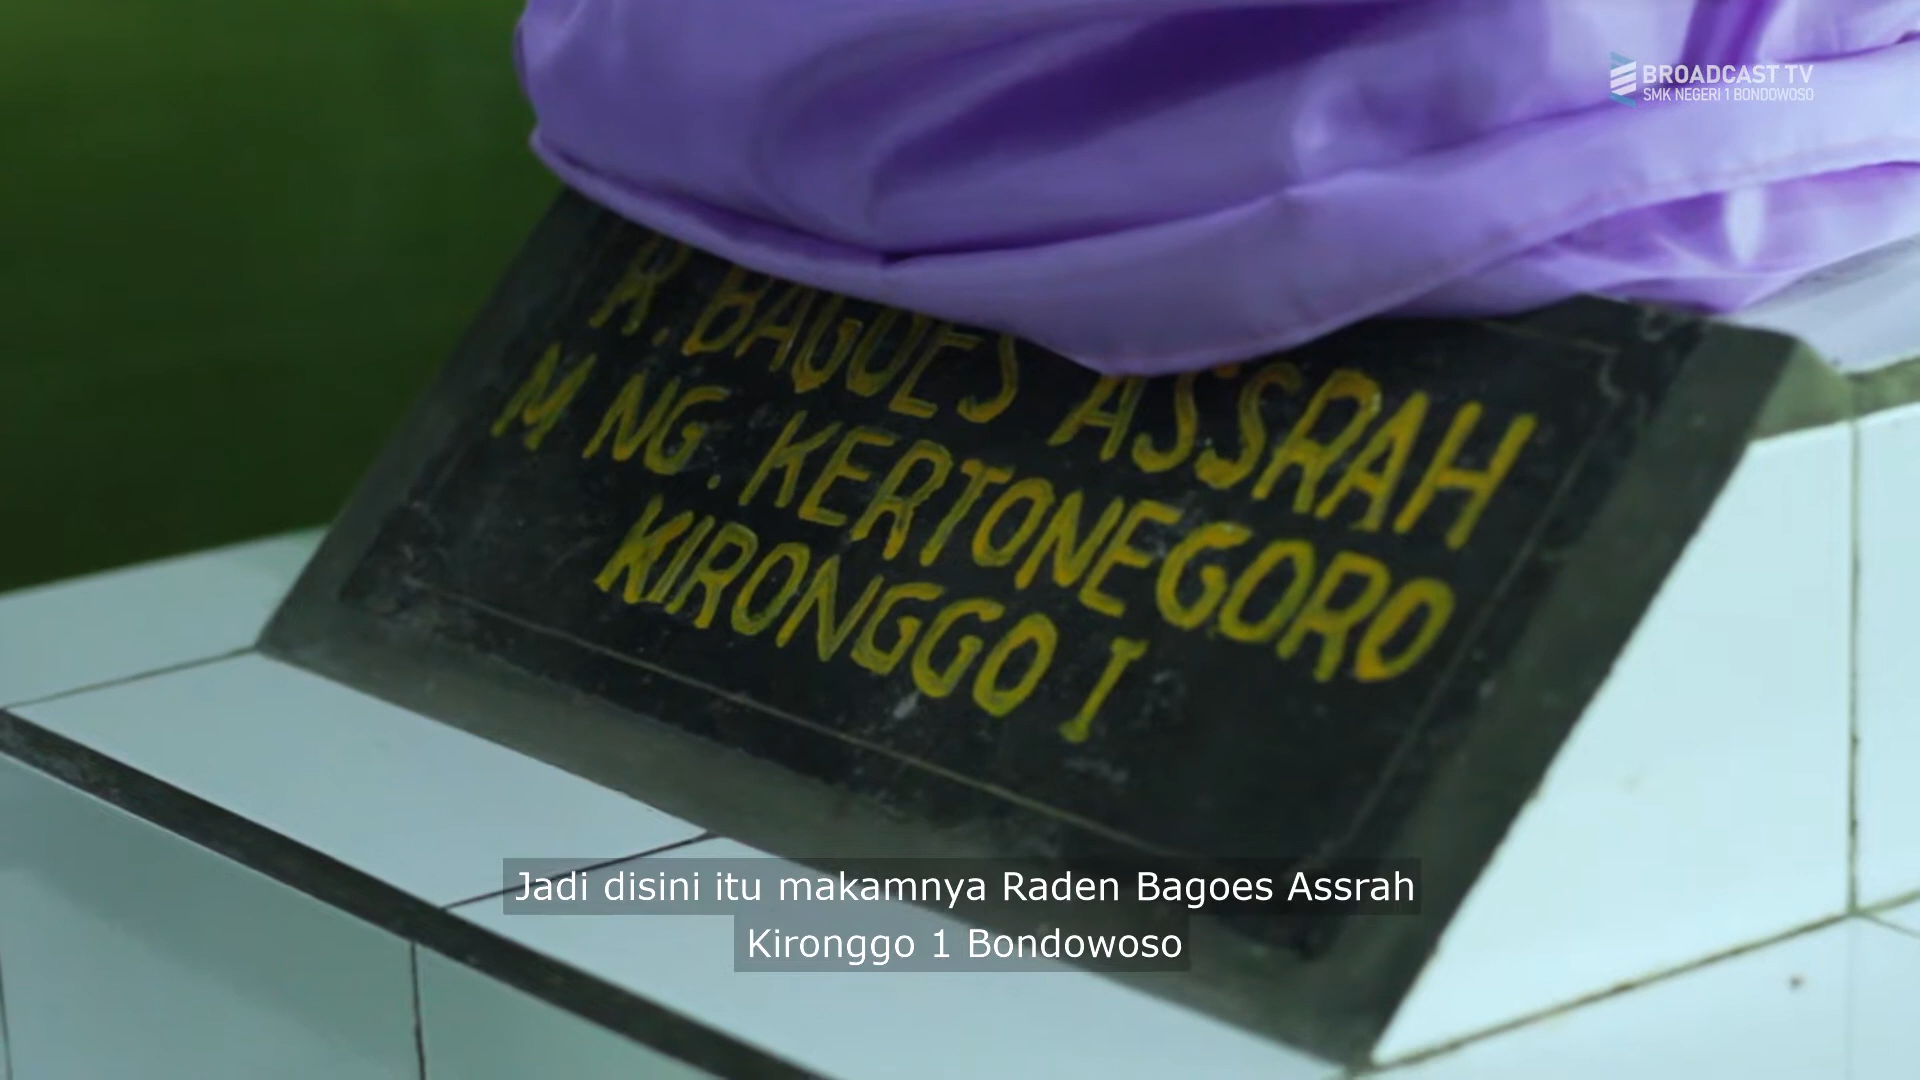 BROADCAST TV
SMK NEGERI 1 BONDOWOSO
R. BAGOES ASSRAH
M NG. KERTONEGORO
KIRONGGO I
Jadi disini itu makamnya Raden Bagoes Assrah
Kironggo 1 Bondowoso